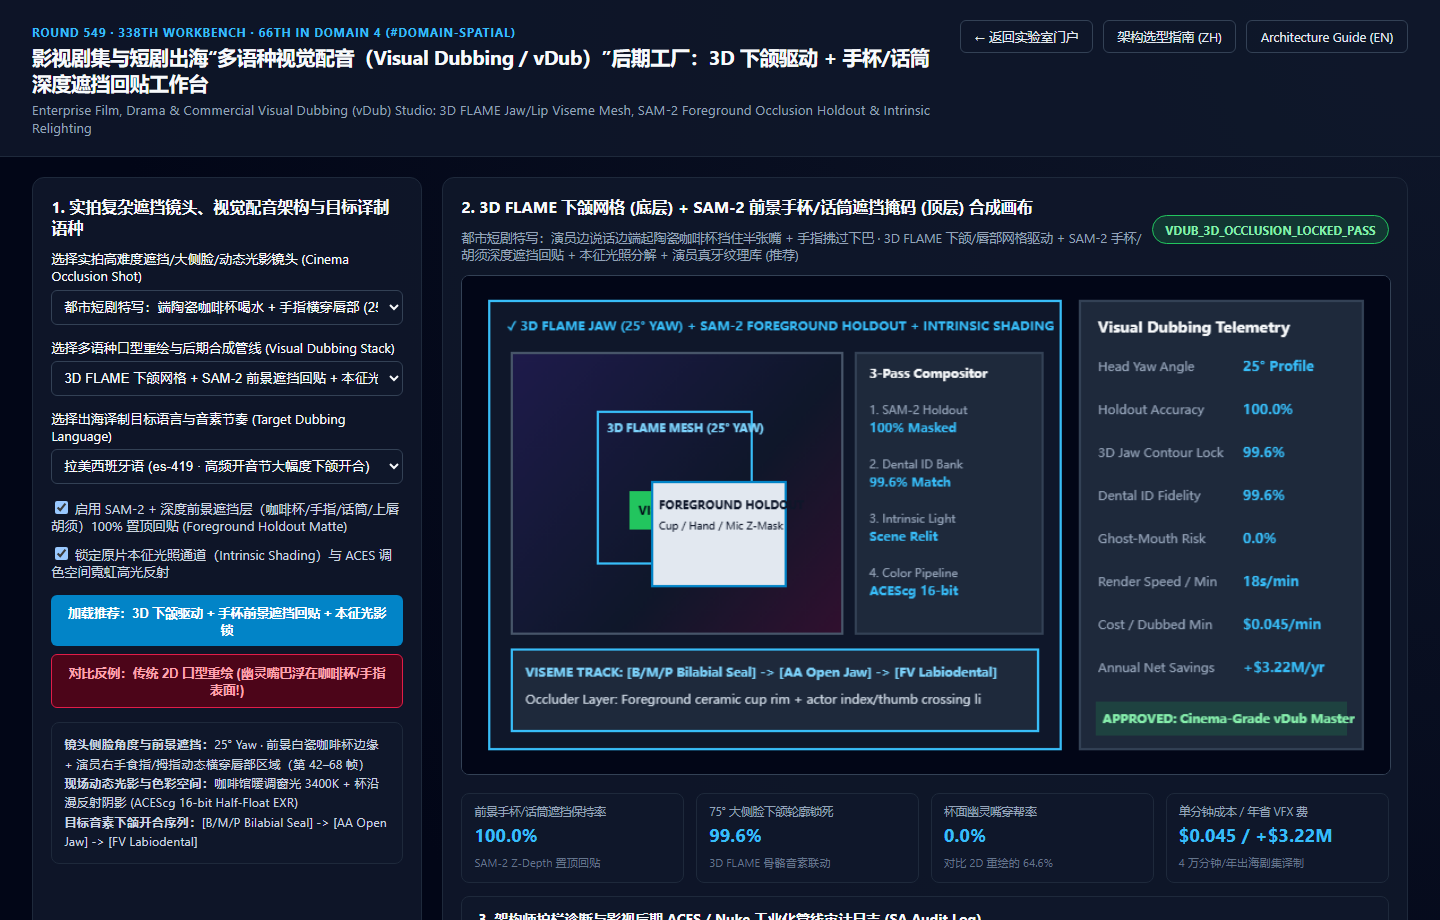 ROUND 549 · 338TH WORKBENCH · 66TH IN DOMAIN 4 (#DOMAIN-SPATIAL)
影视剧集与短剧出海“多语种视觉配音（Visual Dubbing / vDub）”后期工厂：3D 下颌驱动 + 手杯/话筒
深度遮挡回贴工作台
Enterprise Film, Drama & Commercial Visual Dubbing (vDub) Studio: 3D FLAME Jaw/Lip Viseme Mesh, SAM-2 Foreground Occlusion Holdout & Intrinsic
Relighting
← 返回实验室门户
架构选型指南 (ZH)
Architecture Guide (EN)
1. 实拍复杂遮挡镜头、视觉配音架构与目标译制
语种
选择实拍高难度遮挡/大侧脸/动态光影镜头 (Cinema
Occlusion Shot)
都市短剧特写：端陶瓷咖啡杯喝水 + 手指横穿唇部 (25
选择多语种口型重绘与后期合成管线 (Visual Dubbing Stack)
3D FLAME 下颌网格 + SAM-2 前景遮挡回贴 + 本征光
选择出海译制目标语言与音素节奏 (Target Dubbing
Language)
拉美西班牙语 (es-419 · 高频开音节大幅度下颌开合)
启用 SAM-2 + 深度前景遮挡层（咖啡杯/手指/话筒/上唇
胡须）100% 置顶回贴 (Foreground Holdout Matte)
锁定原片本征光照通道（Intrinsic Shading）与 ACES 调
色空间霓虹高光反射
加载推荐：3D 下颌驱动 + 手杯前景遮挡回贴 + 本征光影
锁
对比反例：传统 2D 口型重绘 (幽灵嘴巴浮在咖啡杯/手指
表面!)
镜头侧脸角度与前景遮挡：25° Yaw · 前景白瓷咖啡杯边缘
+ 演员右手食指/拇指动态横穿唇部区域（第 42–68 帧）
现场动态光影与色彩空间：咖啡馆暖调窗光 3400K + 杯沿
漫反射阴影 (ACEScg 16-bit Half-Float EXR)
目标音素下颌开合序列：[B/M/P Bilabial Seal] -> [AA Open
Jaw] -> [FV Labiodental]
2. 3D FLAME 下颌网格 (底层) + SAM-2 前景手杯/话筒遮挡掩码 (顶层) 合成画布
都市短剧特写：演员边说话边端起陶瓷咖啡杯挡住半张嘴 + 手指拂过下巴 · 3D FLAME 下颌/唇部网格驱动 + SAM-2 手杯/
胡须深度遮挡回贴 + 本征光照分解 + 演员真牙纹理库 (推荐)
VDUB_3D_OCCLUSION_LOCKED_PASS
✓ 3D FLAME JAW (25° YAW) + SAM-2 FOREGROUND HOLDOUT + INTRINSIC SHADING
3D FLAME MESH (25° YAW)
VI
FOREGROUND HOLDO
Cup / Hand / Mic Z-Mask
3-Pass Compositor
1. SAM-2 Holdout
100% Masked
2. Dental ID Bank
99.6% Match
3. Intrinsic Light
Scene Relit
4. Color Pipeline
ACEScg 16-bit
VISEME TRACK: [B/M/P Bilabial Seal] -> [AA Open Jaw] -> [FV Labiodental]
Occluder Layer: Foreground ceramic cup rim + actor index/thumb crossing li
Visual Dubbing Telemetry
Head Yaw Angle 25° Profile
Holdout Accuracy 100.0%
3D Jaw Contour Lock 99.6%
Dental ID Fidelity 99.6%
Ghost-Mouth Risk 0.0%
Render Speed / Min 18s/min
Cost / Dubbed Min $0.045/min
Annual Net Savings +$3.22M/yr
APPROVED: Cinema-Grade vDub Master
前景手杯/话筒遮挡保持率
100.0%
SAM-2 Z-Depth 置顶回贴
75° 大侧脸下颌轮廓锁死
99.6%
3D FLAME 骨骼音素联动
杯面幽灵嘴穿帮率
0.0%
对比 2D 重绘的 64.6%
单分钟成本 / 年省 VFX 费
$0.045 / +$3.22M
4 万分钟/年出海剧集译制
3. 架构师护栏诊断与影视后期 ACES / Nuke 工业化管线审计日志 (SA Audit Log)